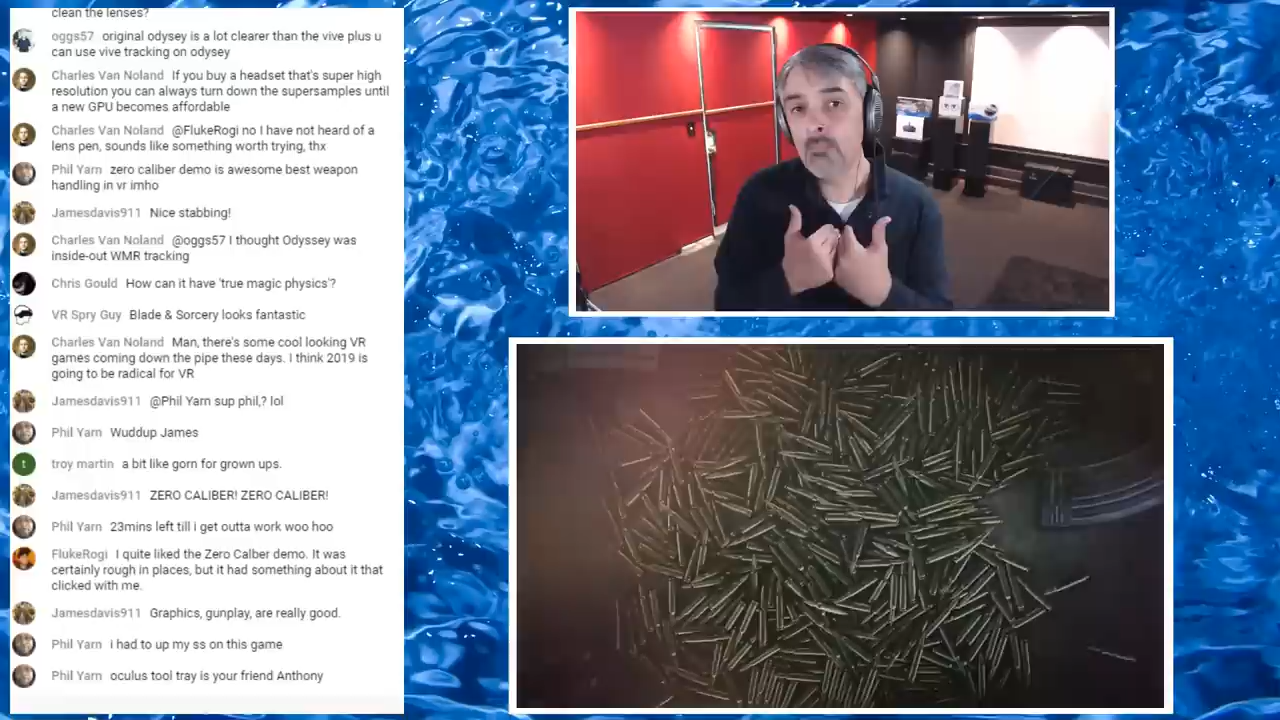 clean the lenses?
oggs57 original odysey is a lot clearer than the vive plus u
can use vive tracking on odysey
Charles Van Noland If you buy a headset that's super high
resolution you can always turn down the supersamples until
a new GPU becomes affordable
Charles Van Noland @FlukeRogi no I have not heard of a
lens pen, sounds like something worth trying, thx
Phil Yarn zero caliber demo is awesome best weapon
handling in vr imho
Jamesdavis911 Nice stabbing!
Charles Van Noland @oggs57 I thought Odyssey was
inside-out WMR tracking
Chris Gould How can it have 'true magic physics'?
VR Spry Guy Blade & Sorcery looks fantastic
Charles Van Noland Man, there's some cool looking VR
games coming down the pipe these days. I think 2019 is
going to be radical for VR
Jamesdavis911 @Phil Yarn sup phil,? lol
Phil Yarn Wuddup James
t troy martin a bit like gorn for grown ups.
Jamesdavis911 ZERO CALIBER! ZERO CALIBER!
Phil Yarn 23mins left till i get outta work woo hoo
FlukeRogi I quite liked the Zero Calber demo. It was
certainly rough in places, but it had something about it that
clicked with me.
Jamesdavis911 Graphics, gunplay, are really good.
Phil Yarn i had to up my ss on this game
Phil Yarn oculus tool tray is your friend Anthony